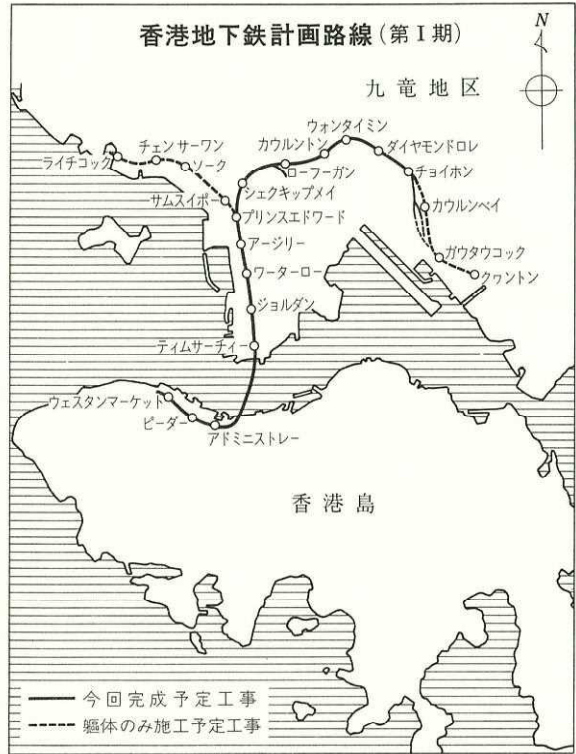 香港地下鉄計画路線(第Ⅰ期)
N
九竜地区
ウォンタイミン
チェンサーワン
カウルントン
ダイヤモンドロレ
ライチコック
ソーク
ローフーガン
チョイホン
シェクキップメイ
サムスイポー
プリンスエドワード
カウルンベイ
アージリー
ガウタウコック
ワーターロー
クワントン
ジョルダン
ティムサーチィー
ウェスタンマーケット
ピーダー
アドミニストレー
香港島
今回完成予定工事
軀体のみ施工予定工事